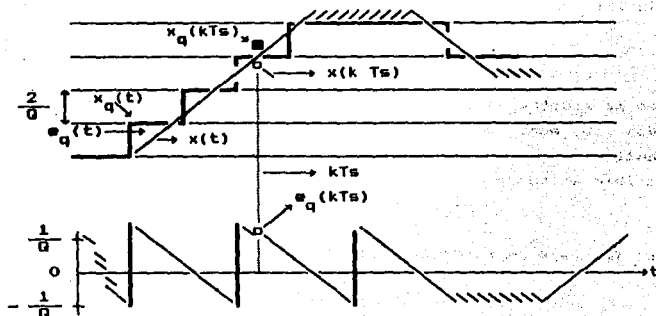 x_q(kTs)
x(k Ts)
2/Q
x_q(t)
e_q(t)
x(t)
kTs
e_q(kTs)
1/Q
0
t
- 1/Q